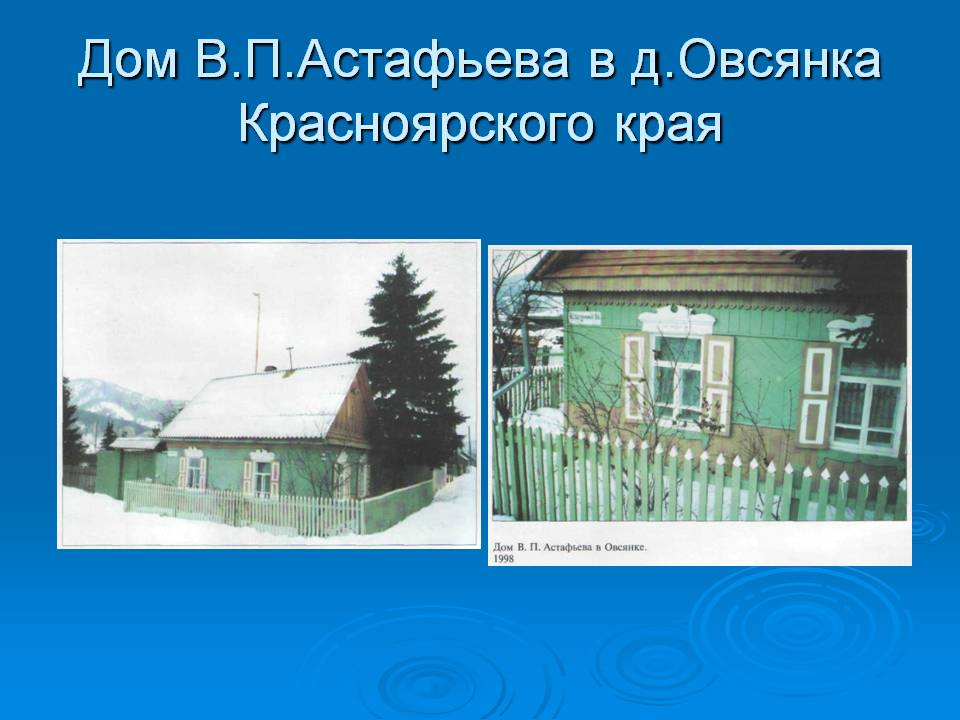 Дом В.П.Астафьева в д.Овсянка
Красноярского края
Дом В. П. Астафьева в Овсянке.
1998